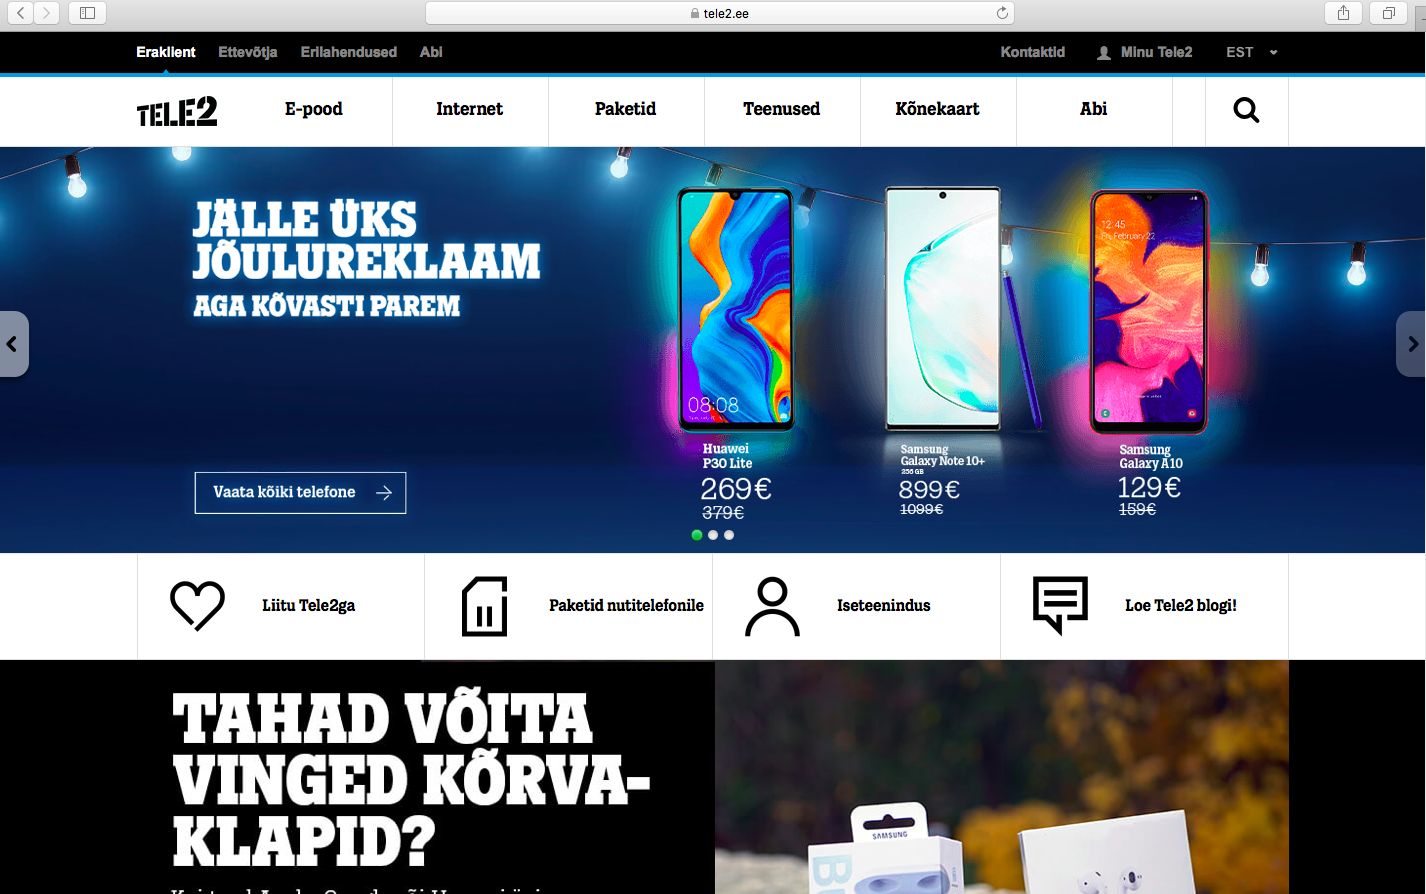 tele2.ee
Eraklient Ettevõtja Erilahendused Abi Kontaktid Minu Tele2 EST
TELE2 E-pood Internet Paketid Teenused Kõnekaart Abi
JÄLLE ÜKS
JÕULUREKLAAM
AGA KÕVASTI PAREM
12:45
Fri, February 22
08:08
Huawei
P30 Lite
269€
379€
Samsung
Galaxy Note 10+
256 GB
899€
1099€
Samsung
Galaxy A10
129€
159€
Vaata kõiki telefone
Liitu Tele2ga
Paketid nutitelefonile
Iseteenindus
Loe Tele2 blogi!
TAHAD VÕITA
VINGED KÕRVA-
KLAPID?
SAMSUNG